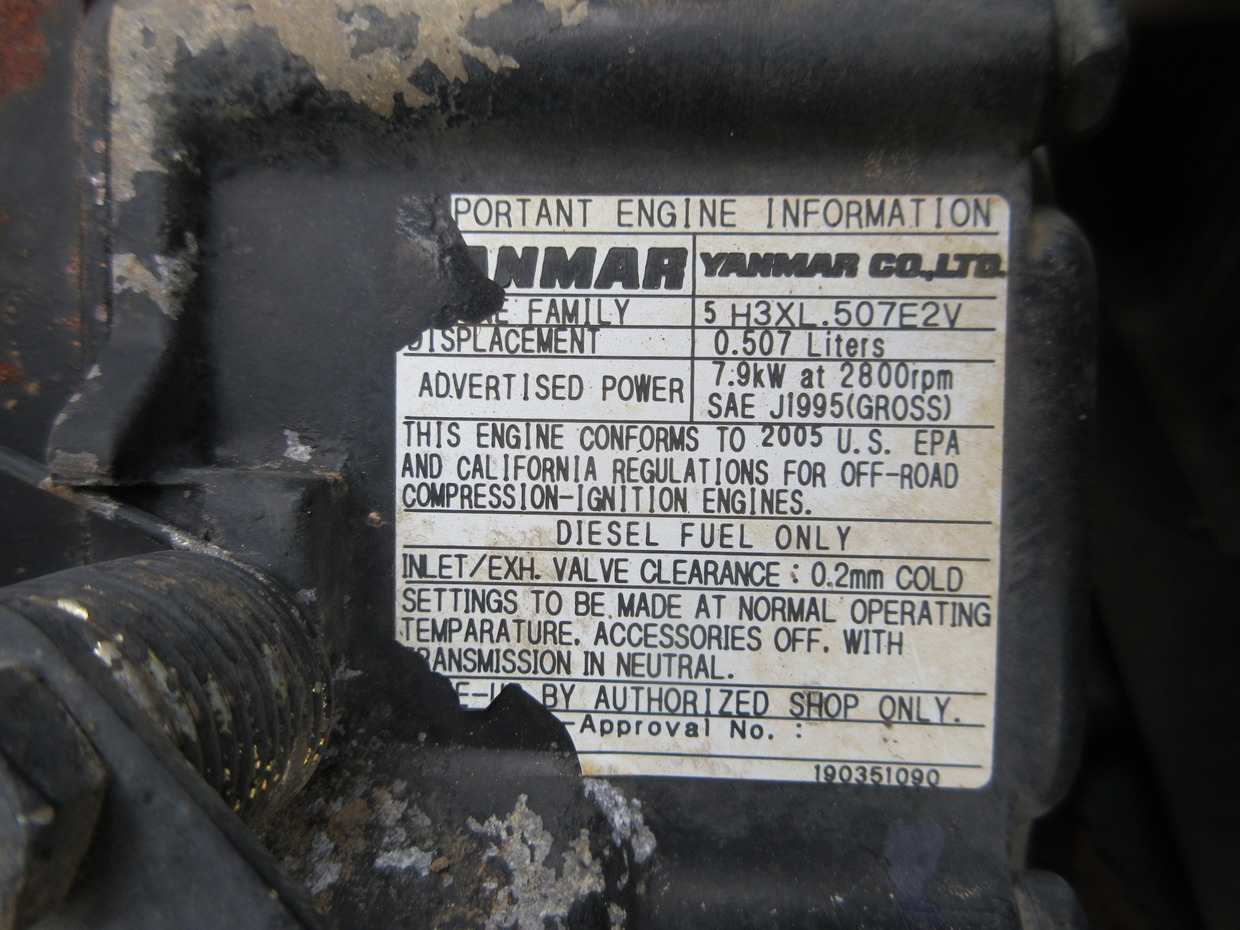 PORTANT ENGINE INFORMATION
ANMAR YANMAR CO.,LTD.
E FAMILY 5 H3XL.507E2V
DISPLACEMENT 0.507 Liters
ADVERTISED POWER 7.9kW at 2800rpm
SAE J1995(GROSS)
THIS ENGINE CONFORMS TO 2005 U.S. EPA
AND CALIFORNIA REGULATIONS FOR OFF-ROAD
COMPRESSION-IGNITION ENGINES.
DIESEL FUEL ONLY
INLET/EXH. VALVE CLEARANCE : 0.2mm COLD
SETTINGS TO BE MADE AT NORMAL OPERATING
TEMPARATURE. ACCESSORIES OFF. WITH
TRANSMISSION IN NEUTRAL.
E-UP BY AUTHORIZED SHOP ONLY.
-Approval No. :
190351090